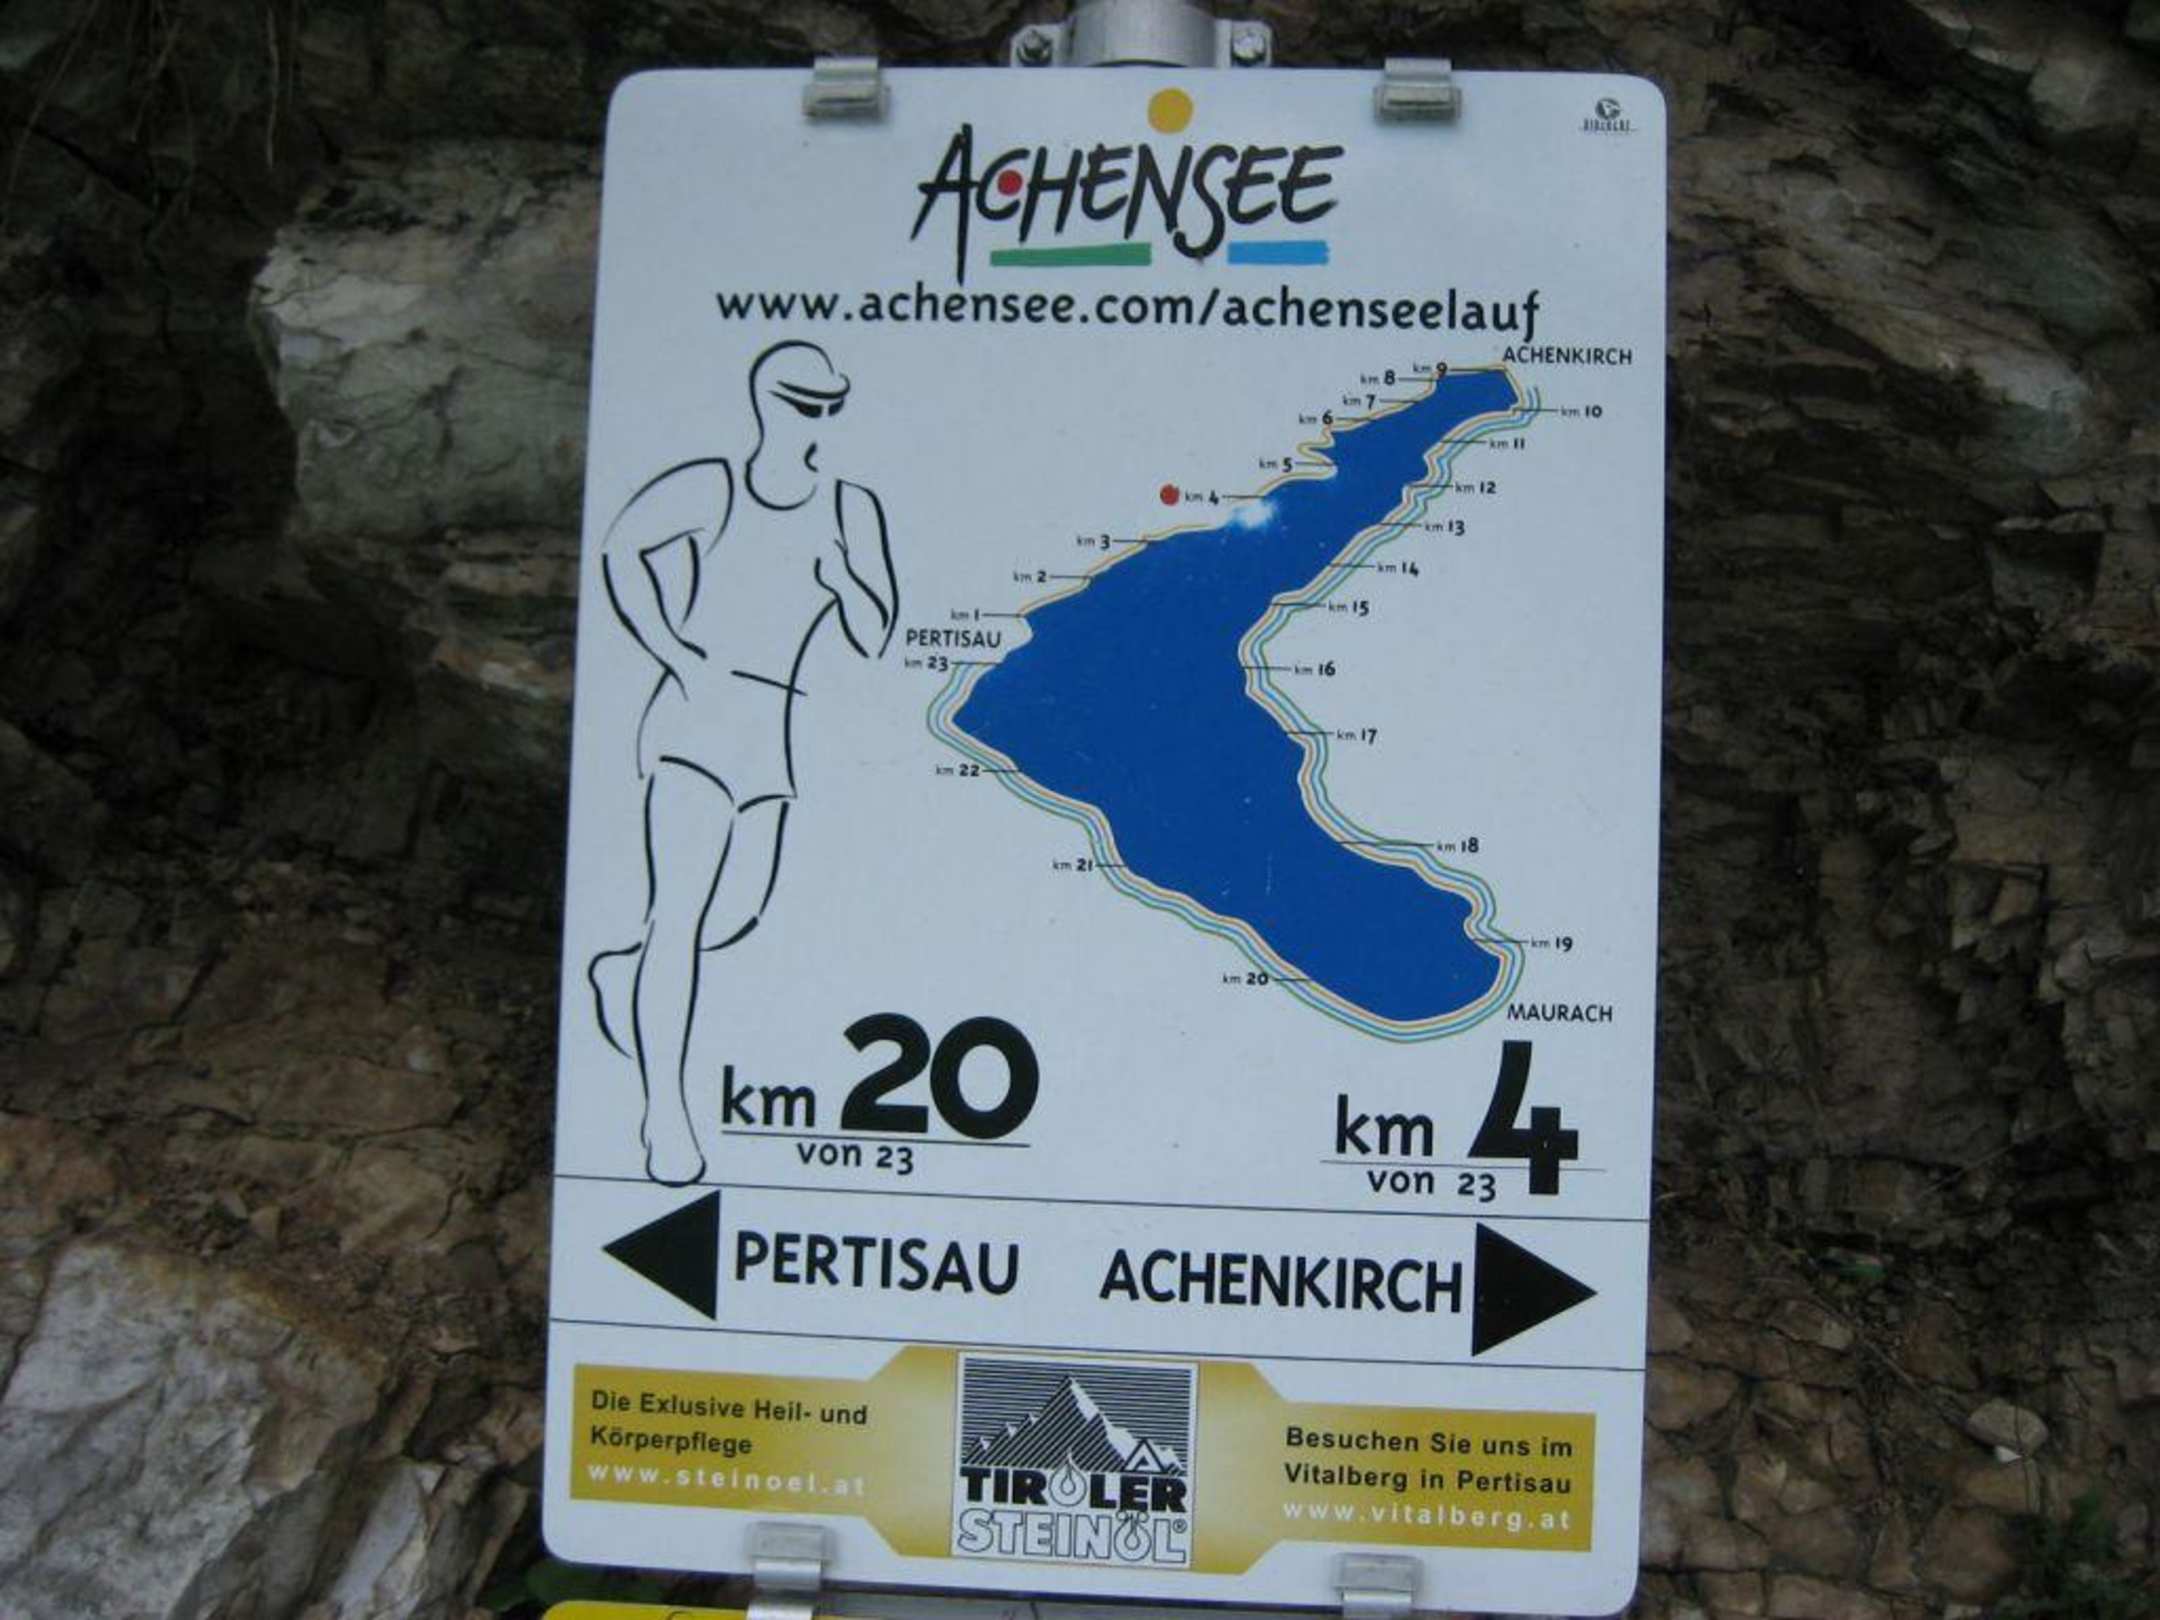 ACHENSEE
www.achensee.com/achenseelauf
ACHENKIRCH
km 9
km 8
km 7
km 10
km 6
km 11
km 5
km 12
km 4
km 13
km 3
km 14
km 2
km 15
km 1
PERTISAU
km 23
km 16
km 17
km 22
km 18
km 21
km 19
km 20
MAURACH
km 20
von 23
km 4
von 23
PERTISAU ACHENKIRCH
Die Exlusive Heil- und
Körperpflege
www.steinoel.at
TIROLER
STEINÖL®
Besuchen Sie uns im
Vitalberg in Pertisau
www.vitalberg.at